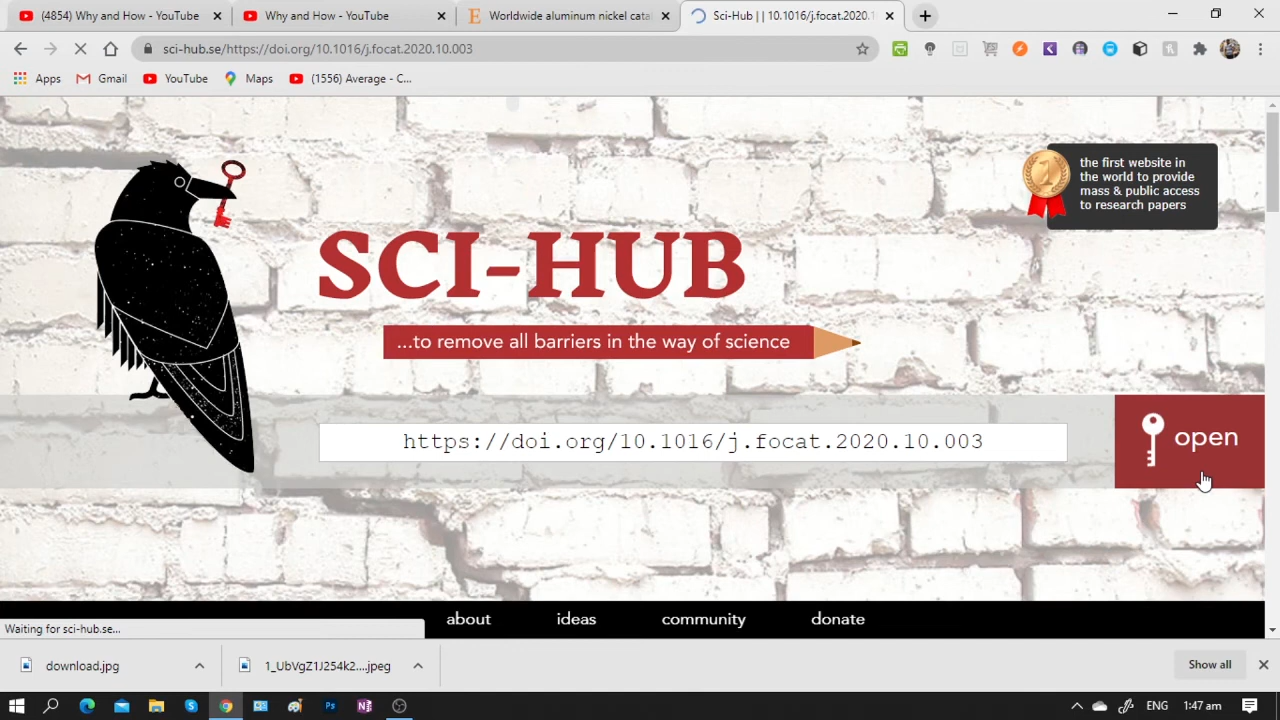 (4854) Why and How - YouTube
Why and How - YouTube
Worldwide aluminum nickel catal
Sci-Hub | | 10.1016/j.focat.2020.1
sci-hub.se/https://doi.org/10.1016/j.focat.2020.10.003
Apps
Gmail
YouTube
Maps
(1556) Average - C...
the first website in
the world to provide
mass & public access
to research papers
1
SCI-HUB
...to remove all barriers in the way of science
https://doi.org/10.1016/j.focat.2020.10.003
open
about
ideas
community
donate
Waiting for sci-hub.se...
download.jpg
1_UbVgZ1J254k2....jpeg
Show all
ENG
1:47 am